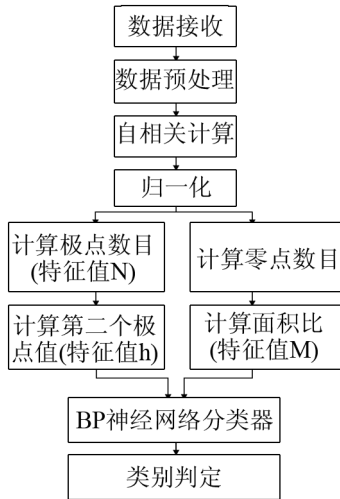 数据接收
数据预处理
自相关计算
归一化
计算极点数目
(特征值N)
计算零点数目
计算第二个极
点值(特征值h)
计算面积比
(特征值M)
BP神经网络分类器
类别判定